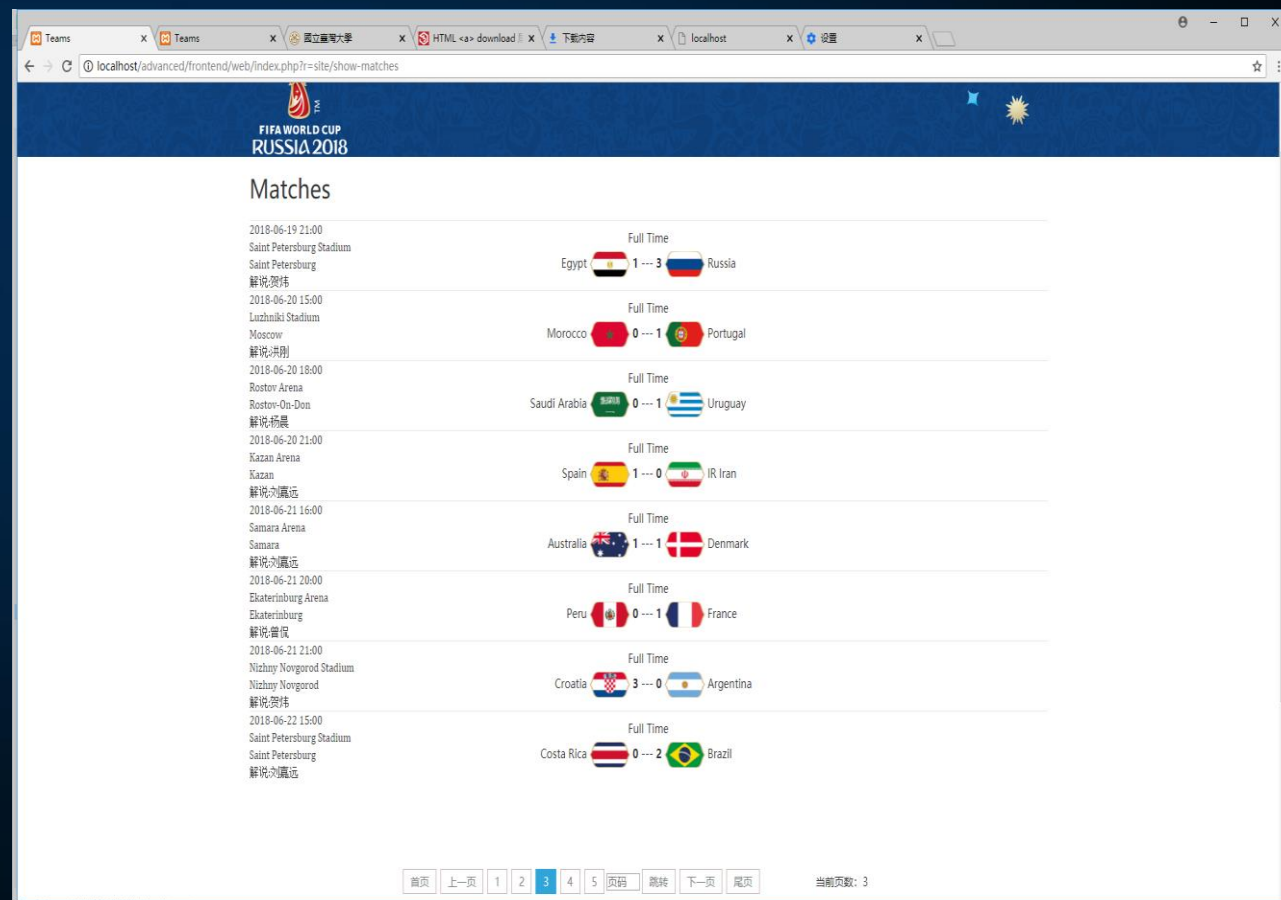 Teams
Teams
國立臺灣大學
HTML <a> download
下载内容
localhost
设置
localhost/advanced/frontend/web/index.php?r=site/show-matches
TM
FIFA WORLD CUP
RUSSIA 2018
Matches
2018-06-19 21:00
Saint Petersburg Stadium
Saint Petersburg
解说:贺炜
Full Time
Egypt 1 --- 3 Russia
2018-06-20 15:00
Luzhniki Stadium
Moscow
解说:洪刚
Full Time
Morocco 0 --- 1 Portugal
2018-06-20 18:00
Rostov Arena
Rostov-On-Don
解说:杨晨
Full Time
Saudi Arabia 0 --- 1 Uruguay
2018-06-20 21:00
Kazan Arena
Kazan
解说:刘嘉远
Full Time
Spain 1 --- 0 IR Iran
2018-06-21 16:00
Samara Arena
Samara
解说:刘嘉远
Full Time
Australia 1 --- 1 Denmark
2018-06-21 20:00
Ekaterinburg Arena
Ekaterinburg
解说:曾侃
Full Time
Peru 0 --- 1 France
2018-06-21 21:00
Nizhny Novgorod Stadium
Nizhny Novgorod
解说:贺炜
Full Time
Croatia 3 --- 0 Argentina
2018-06-22 15:00
Saint Petersburg Stadium
Saint Petersburg
解说:刘嘉远
Full Time
Costa Rica 0 --- 2 Brazil
首页 上一页 1 2 3 4 5 页码 跳转 下一页 尾页 当前页数: 3